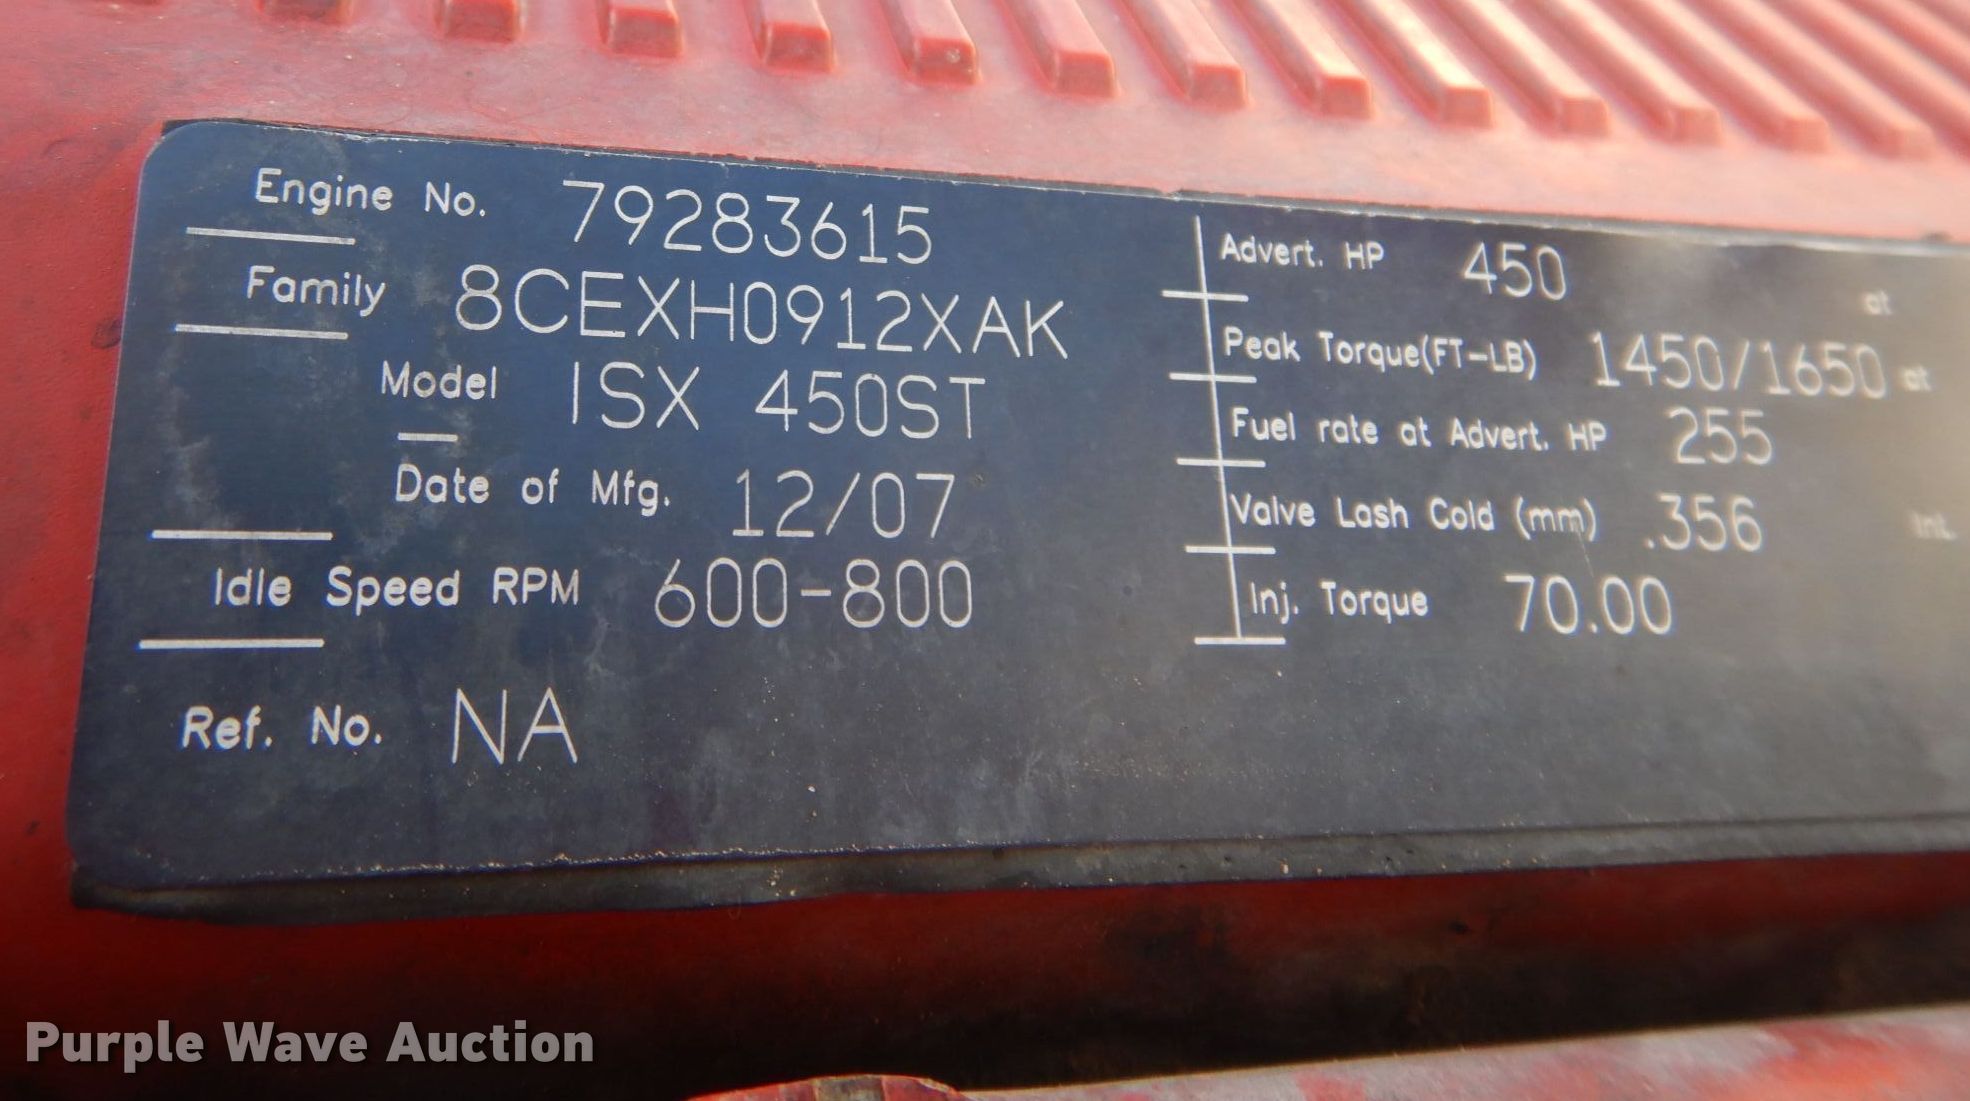 Engine No. 79283615
Family 8CEXH0912XAK
Model ISX 450ST
Date of Mfg. 12/07
Idle Speed RPM 600-800
Ref. No. NA
Advert. HP 450 at
Peak Torque(FT-LB) 1450/1650 at
Fuel rate at Advert. HP 255
Valve Lash Cold (mm) .356 Int.
Inj. Torque 70.00
Purple Wave Auction